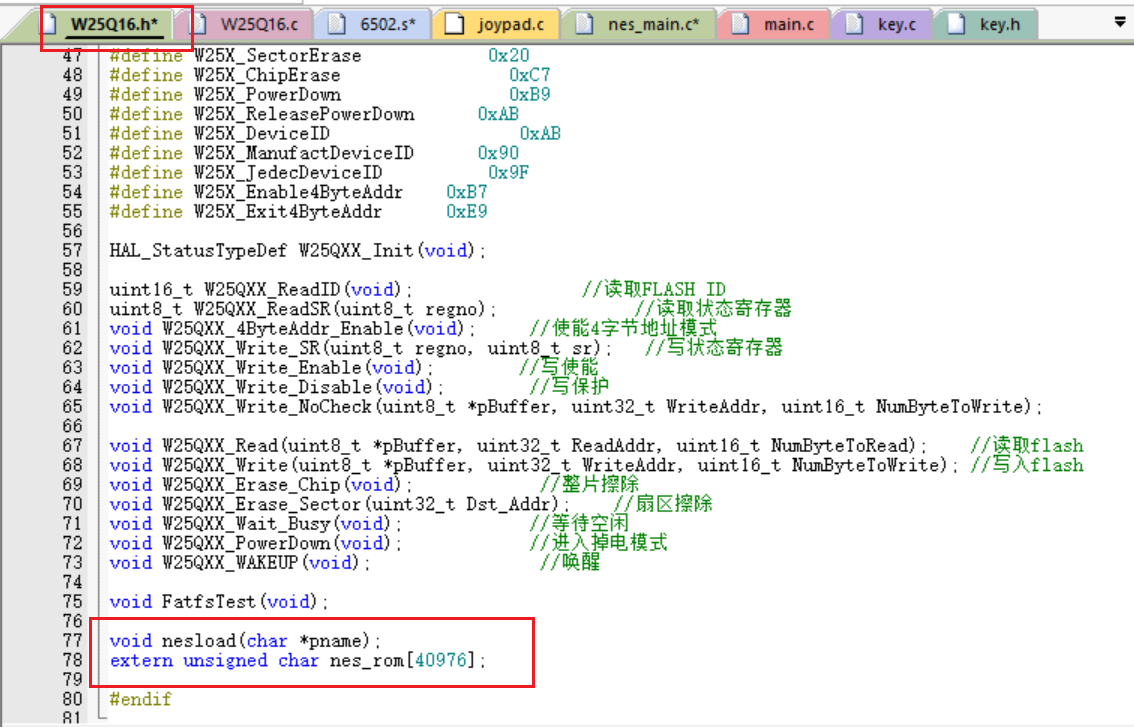 W25Q16.h* W25Q16.c 6502.s* joypad.c nes_main.c* main.c key.c key.h
47 #define W25X_SectorErase 0x20
48 #define W25X_ChipErase 0xC7
49 #define W25X_PowerDown 0xB9
50 #define W25X_ReleasePowerDown 0xAB
51 #define W25X_DeviceID 0xAB
52 #define W25X_ManufactDeviceID 0x90
53 #define W25X_JedecDeviceID 0x9F
54 #define W25X_Enable4ByteAddr 0xB7
55 #define W25X_Exit4ByteAddr 0xE9
56
57 HAL_StatusTypeDef W25QXX_Init(void);
58
59 uint16_t W25QXX_ReadID(void); //读取FLASH ID
60 uint8_t W25QXX_ReadSR(uint8_t regno); //读取状态寄存器
61 void W25QXX_4ByteAddr_Enable(void); //使能4字节地址模式
62 void W25QXX_Write_SR(uint8_t regno, uint8_t sr); //写状态寄存器
63 void W25QXX_Write_Enable(void); //写使能
64 void W25QXX_Write_Disable(void); //写保护
65 void W25QXX_Write_NoCheck(uint8_t *pBuffer, uint32_t WriteAddr, uint16_t NumByteToWrite);
66
67 void W25QXX_Read(uint8_t *pBuffer, uint32_t ReadAddr, uint16_t NumByteToRead); //读取flash
68 void W25QXX_Write(uint8_t *pBuffer, uint32_t WriteAddr, uint16_t NumByteToWrite); //写入flash
69 void W25QXX_Erase_Chip(void); //整片擦除
70 void W25QXX_Erase_Sector(uint32_t Dst_Addr); //扇区擦除
71 void W25QXX_Wait_Busy(void); //等待空闲
72 void W25QXX_PowerDown(void); //进入掉电模式
73 void W25QXX_WAKEUP(void); //唤醒
74
75 void FatfsTest(void);
76
77 void nesload(char *pname);
78 extern unsigned char nes_rom[40976];
79
80 #endif
81